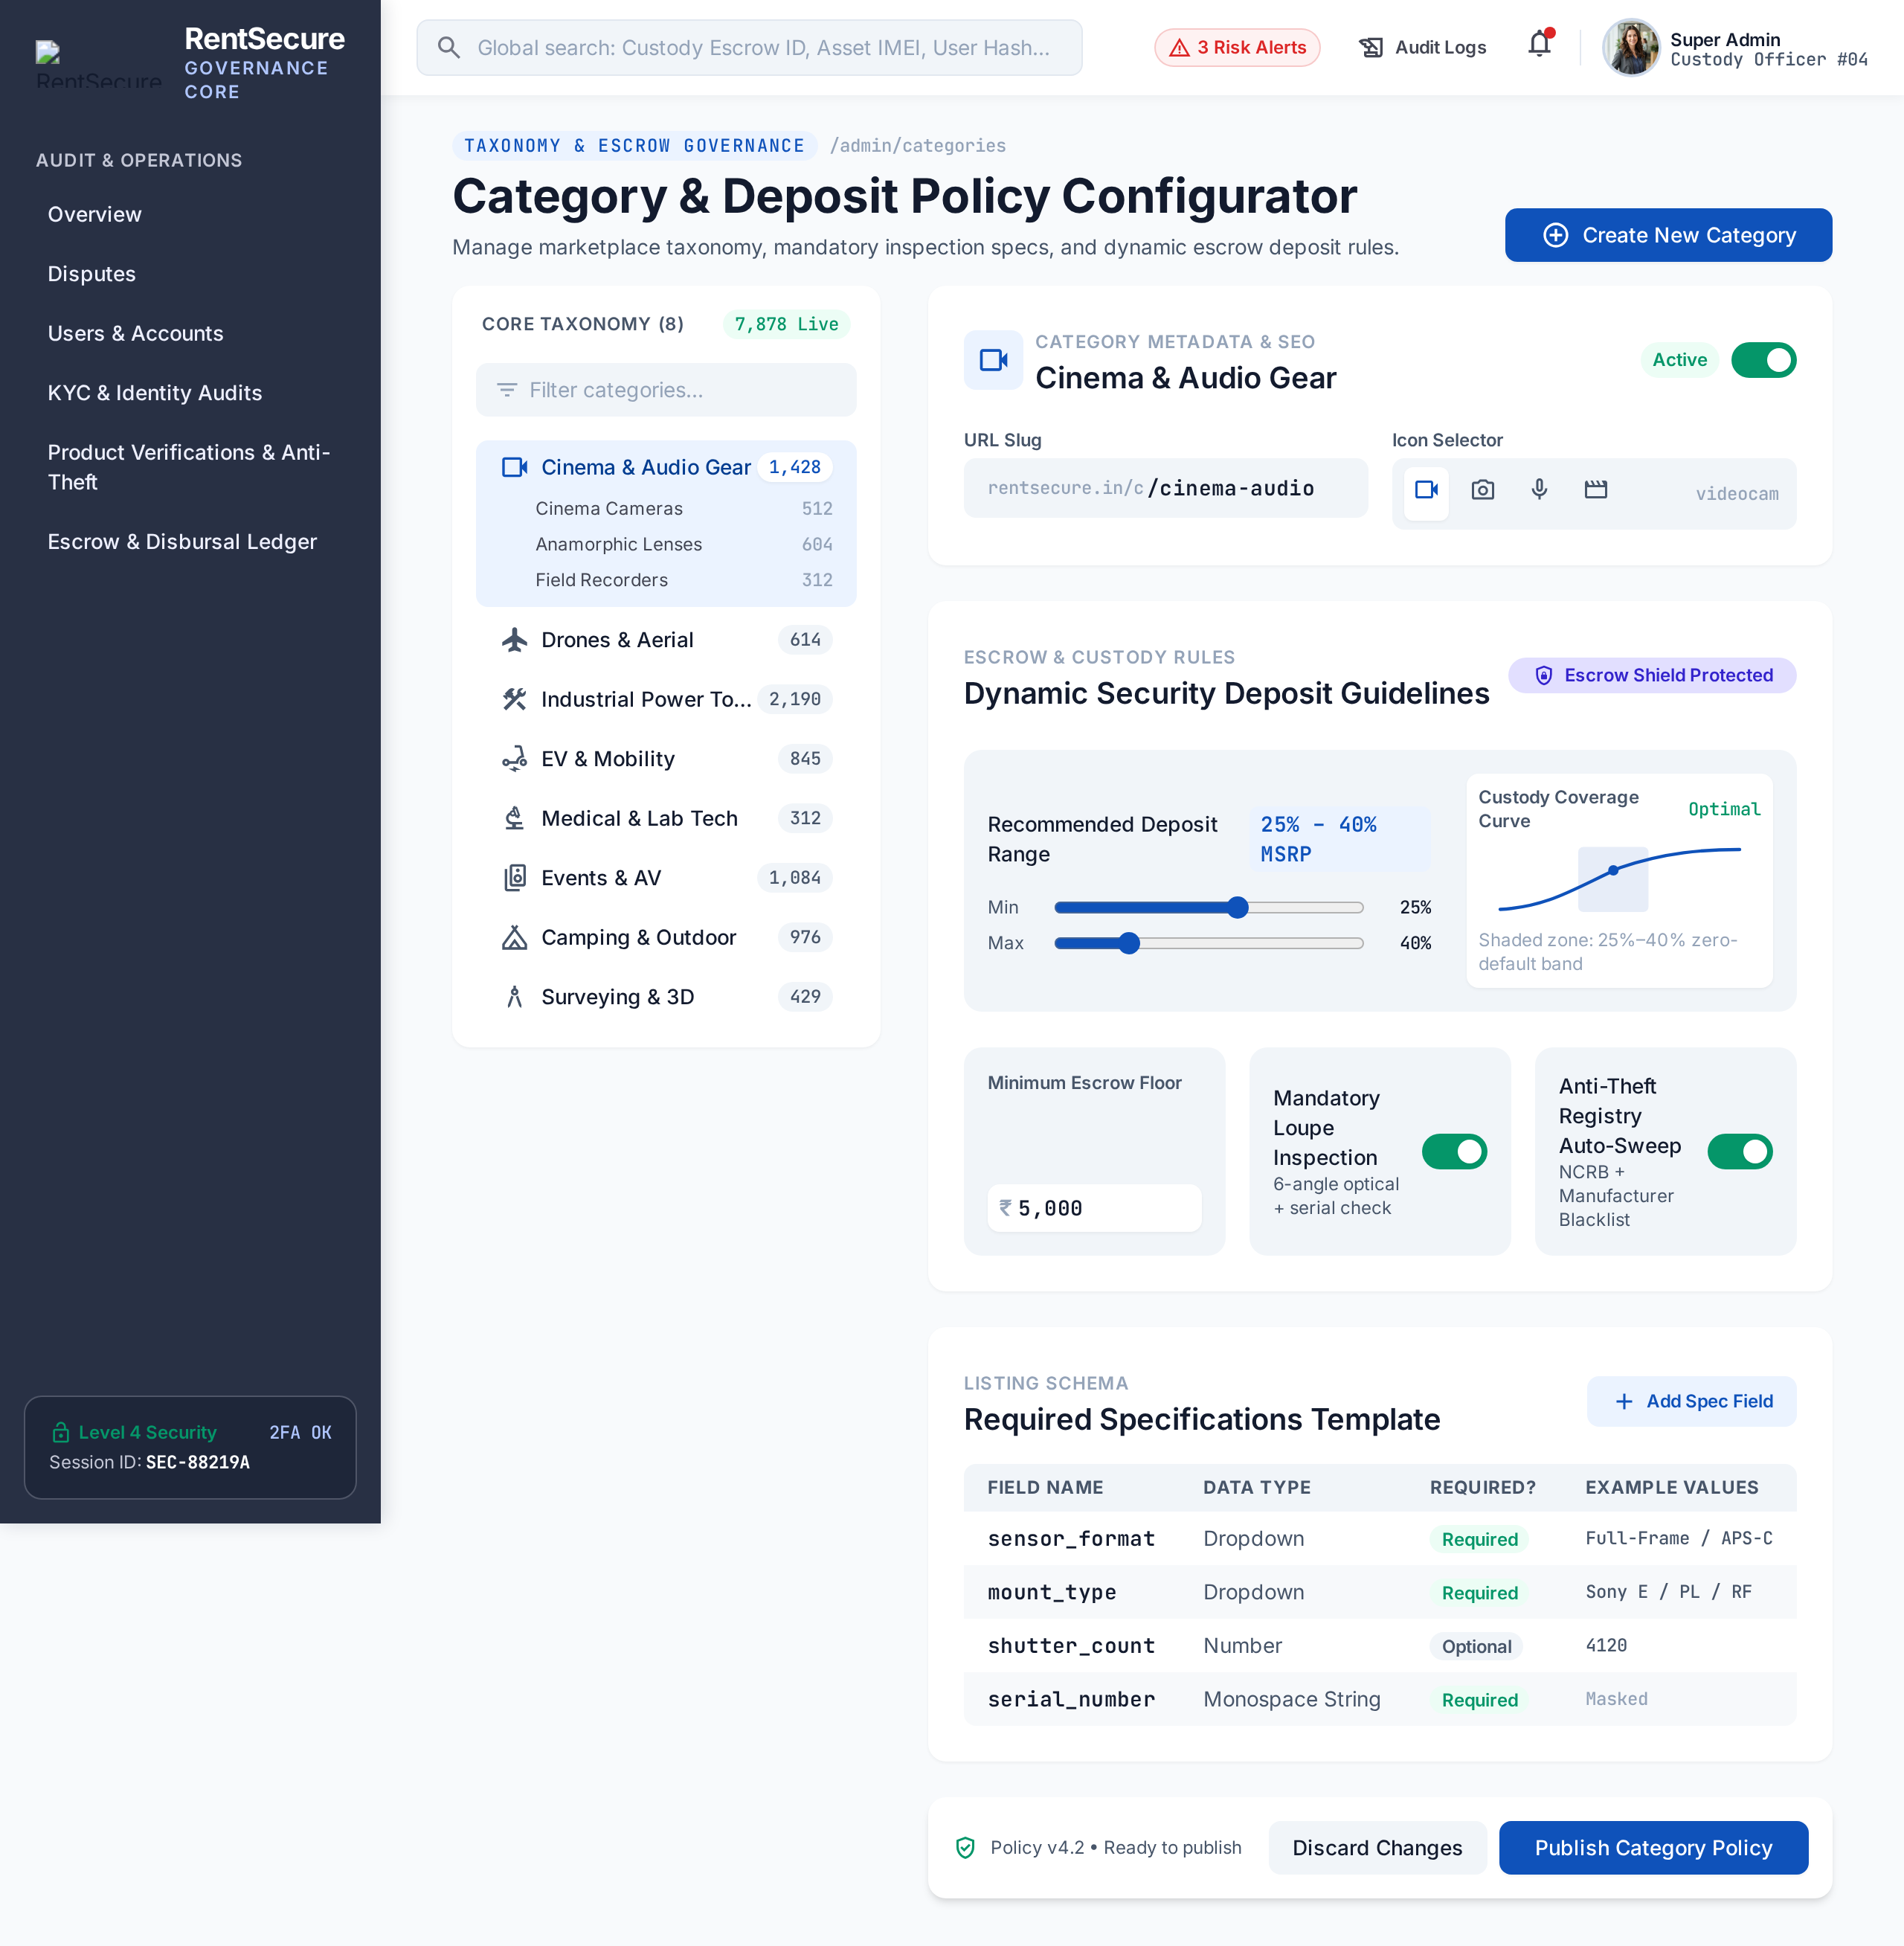 RentSecure
RentSecure
GOVERNANCE
CORE
AUDIT & OPERATIONS
Overview
Disputes
Users & Accounts
KYC & Identity Audits
Product Verifications & Anti-
Theft
Escrow & Disbursal Ledger
Level 4 Security
2FA OK
Session ID: SEC-88219A
Global search: Custody Escrow ID, Asset IMEI, User Hash...
3 Risk Alerts
Audit Logs
Super Admin
Custody Officer #04
TAXONOMY & ESCROW GOVERNANCE
/admin/categories
Category & Deposit Policy Configurator
Manage marketplace taxonomy, mandatory inspection specs, and dynamic escrow deposit rules.
Create New Category
CORE TAXONOMY (8)
7,878 Live
Filter categories...
Cinema & Audio Gear 1,428
Cinema Cameras 512
Anamorphic Lenses 604
Field Recorders 312
Drones & Aerial 614
Industrial Power To... 2,190
EV & Mobility 845
Medical & Lab Tech 312
Events & AV 1,084
Camping & Outdoor 976
Surveying & 3D 429
CATEGORY METADATA & SEO
Cinema & Audio Gear
Active
URL Slug
rentsecure.in/c/cinema-audio
Icon Selector
videocam
ESCROW & CUSTODY RULES
Dynamic Security Deposit Guidelines
Escrow Shield Protected
Recommended Deposit
Range
25% – 40%
MSRP
Min 25%
Max 40%
Custody Coverage
Curve
Optimal
Shaded zone: 25%–40% zero-
default band
Minimum Escrow Floor
₹ 5,000
Mandatory
Loupe
Inspection
6-angle optical
+ serial check
Anti-Theft
Registry
Auto-Sweep
NCRB +
Manufacturer
Blacklist
LISTING SCHEMA
Required Specifications Template
Add Spec Field
FIELD NAME DATA TYPE REQUIRED? EXAMPLE VALUES
sensor_format Dropdown Required Full-Frame / APS-C
mount_type Dropdown Required Sony E / PL / RF
shutter_count Number Optional 4120
serial_number Monospace String Required Masked
Policy v4.2 • Ready to publish
Discard Changes
Publish Category Policy